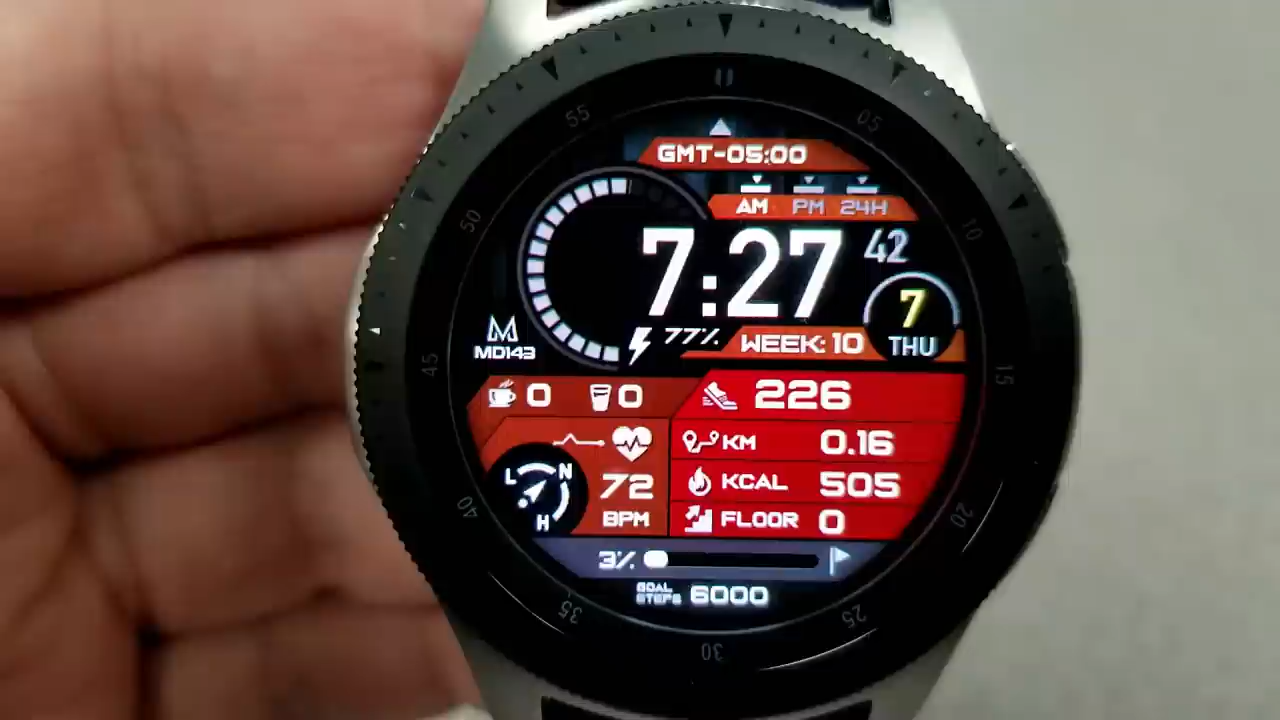 GMT-05:00
AM PM 24H
7:27 42
7
THU
77%
WEEK: 10
MD143
0 0
226
KM 0.16
KCAL 505
FLOOR 0
L N H
72
BPM
3%
GOAL STEPS 6000
55
05
50
10
45
15
40
20
35
25
30